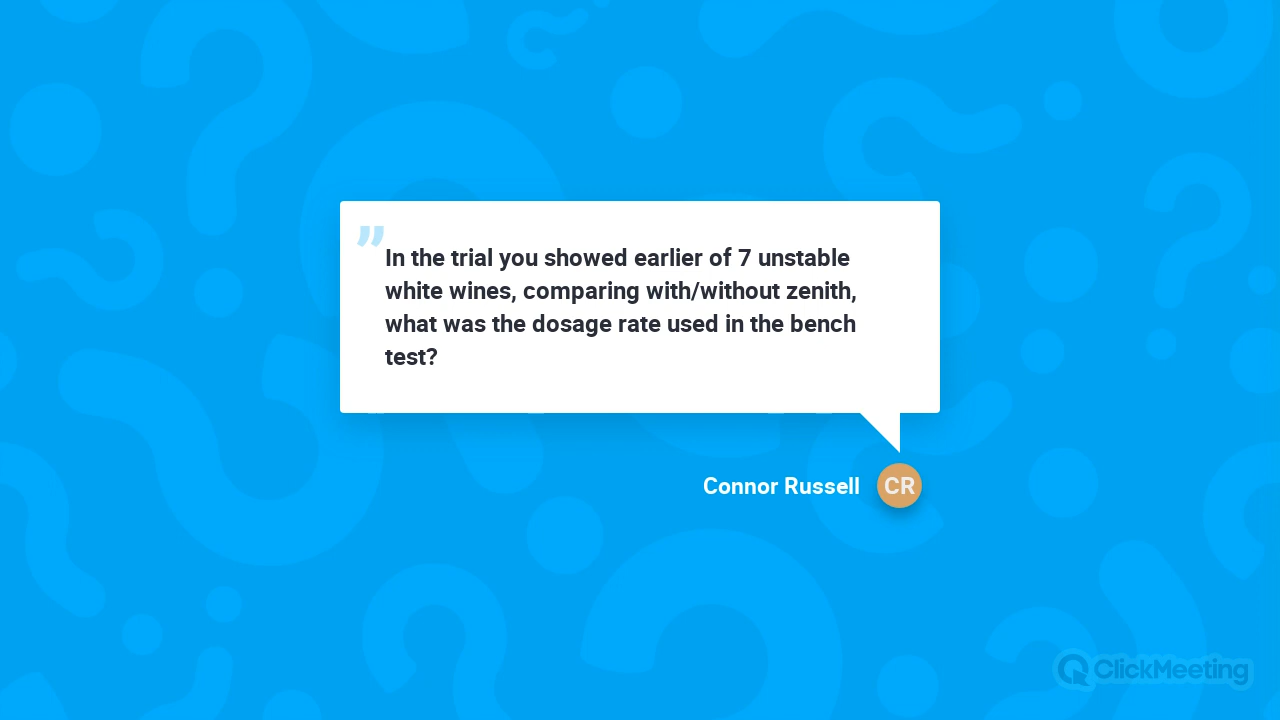 In the trial you showed earlier of 7 unstable
white wines, comparing with/without zenith,
what was the dosage rate used in the bench
test?
Connor Russell CR
ClickMeeting